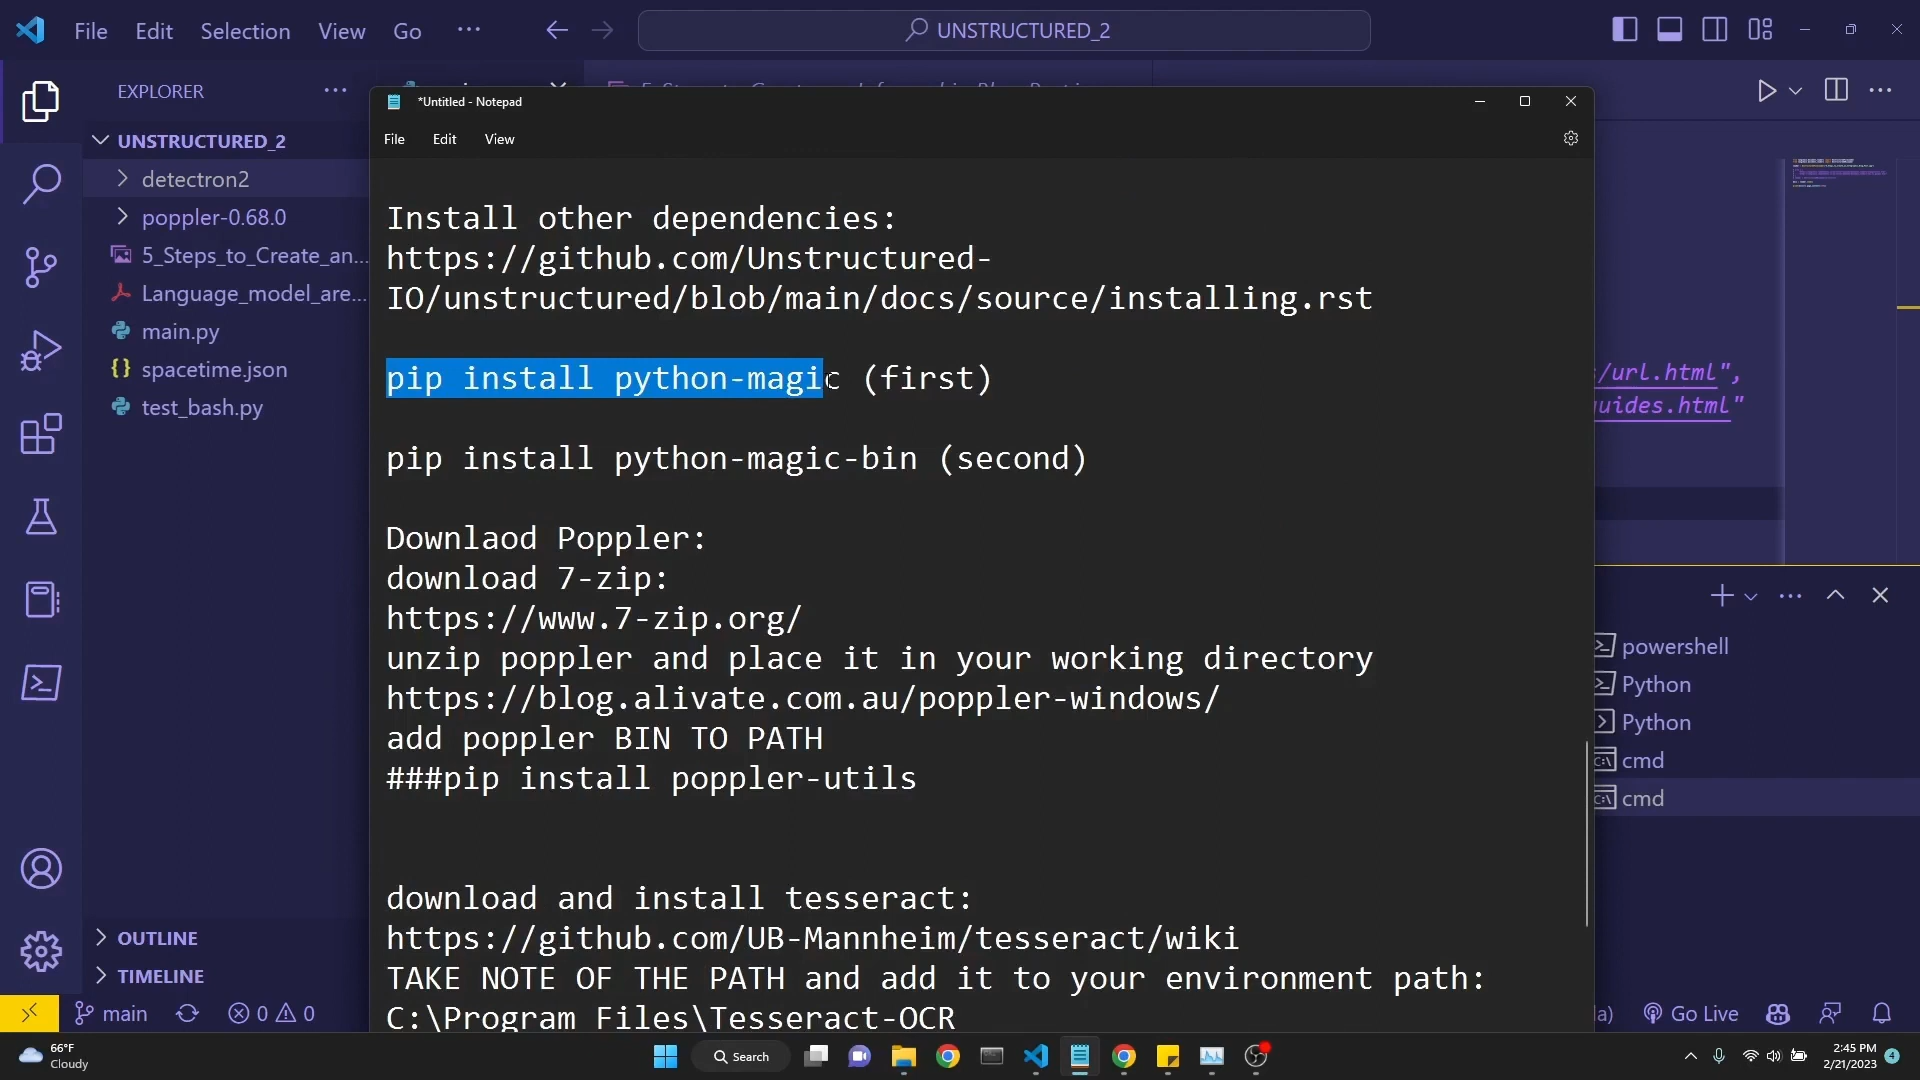 File Edit Selection View Go ··· UNSTRUCTURED_2
EXPLORER
UNSTRUCTURED_2
detectron2
poppler-0.68.0
5_Steps_to_Create_an...
Language_model_are...
main.py
spacetime.json
test_bash.py
OUTLINE
TIMELINE
main 0 0
*Untitled - Notepad
File Edit View
Install other dependencies:
https://github.com/Unstructured-
IO/unstructured/blob/main/docs/source/installing.rst
pip install python-magic (first)
pip install python-magic-bin (second)
Downlaod Poppler:
download 7-zip:
https://www.7-zip.org/
unzip poppler and place it in your working directory
https://blog.alivate.com.au/poppler-windows/
add poppler BIN TO PATH
###pip install poppler-utils
download and install tesseract:
https://github.com/UB-Mannheim/tesseract/wiki
TAKE NOTE OF THE PATH and add it to your environment path:
C:\Program Files\Tesseract-OCR
/url.html",
uides.html"
powershell
Python
Python
cmd
cmd
Go Live
66°F
Cloudy
Search
2:45 PM
2/21/2023
4